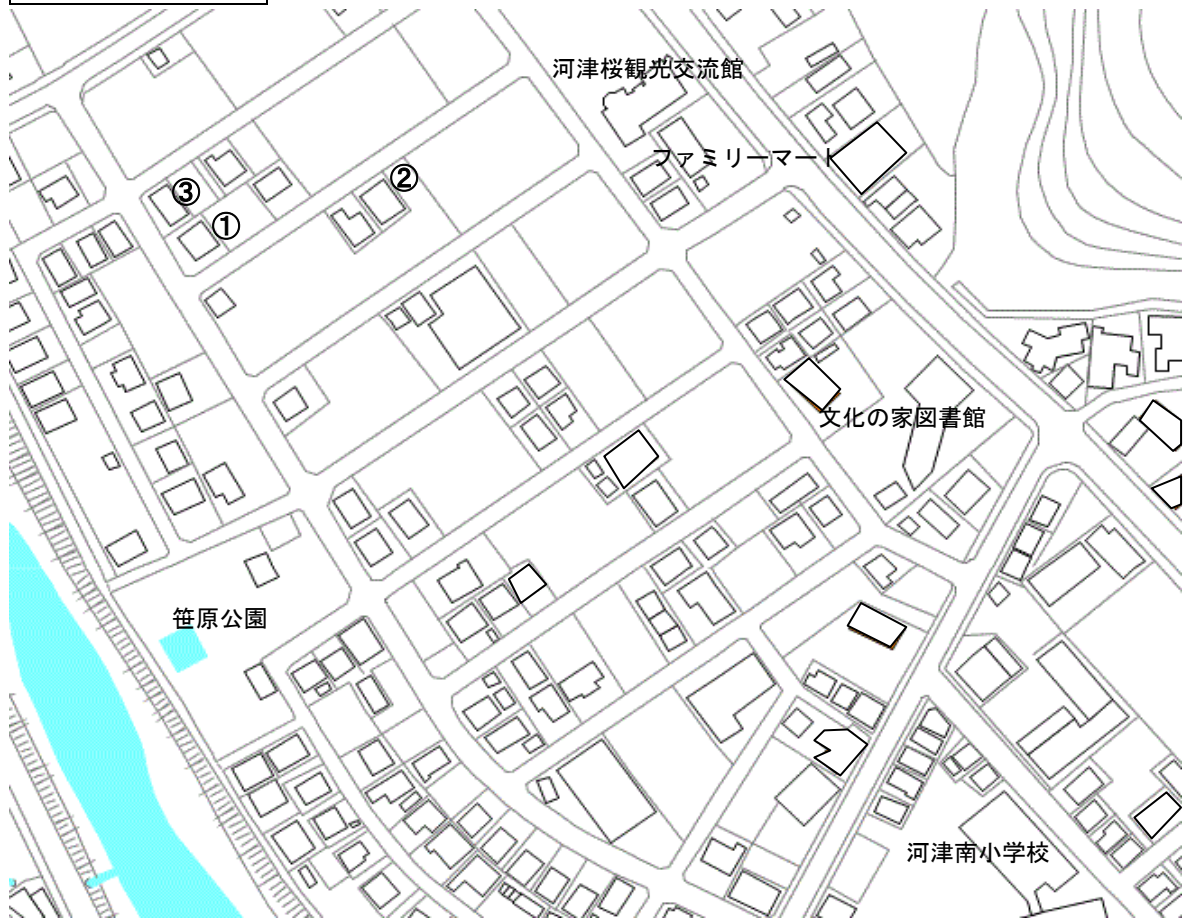 河津桜観光交流館
ファミリーマート
②
③
①
文化の家図書館
笹原公園
河津南小学校